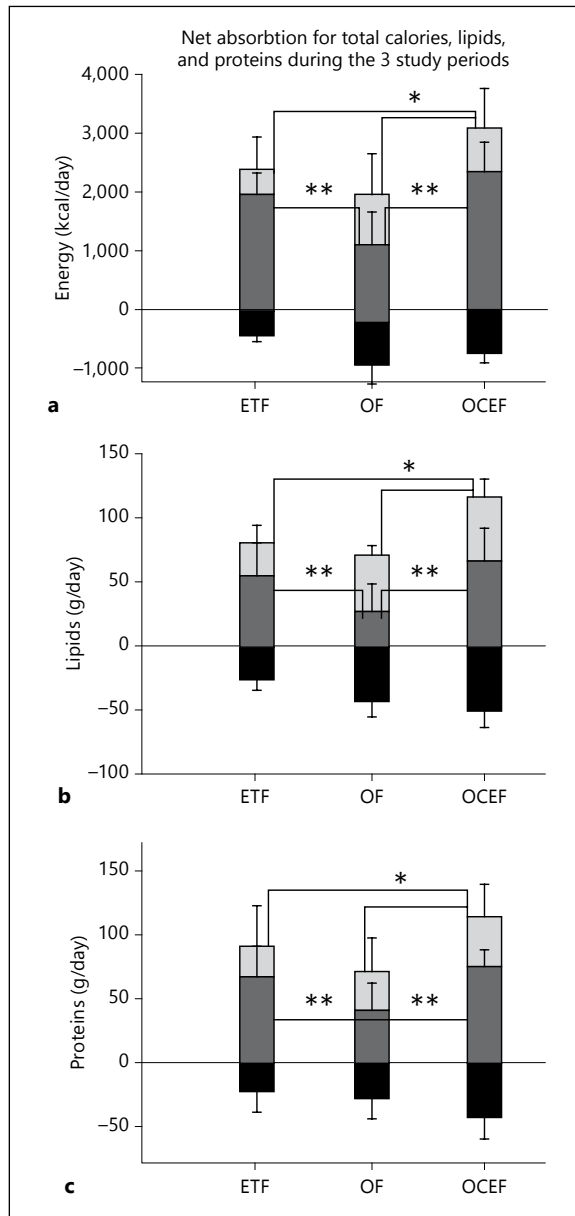 Net absorbtion for total calories, lipids,
and proteins during the 3 study periods
4,000
3,000
2,000
1,000
0
–1,000
Energy (kcal/day)
*
** **
a
ETF OF OCEF
150
100
50
0
–50
–100
Lipids (g/day)
*
** **
b
ETF OF OCEF
150
100
50
0
–50
Proteins (g/day)
*
** **
c
ETF OF OCEF